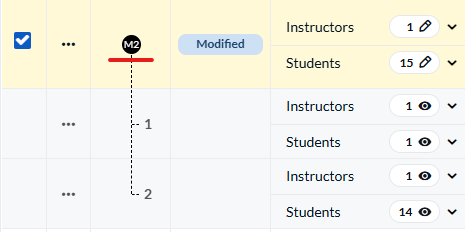 Instructors 1
M2 Modified
Students 15
Instructors 1
1
Students 1
Instructors 1
2
Students 14